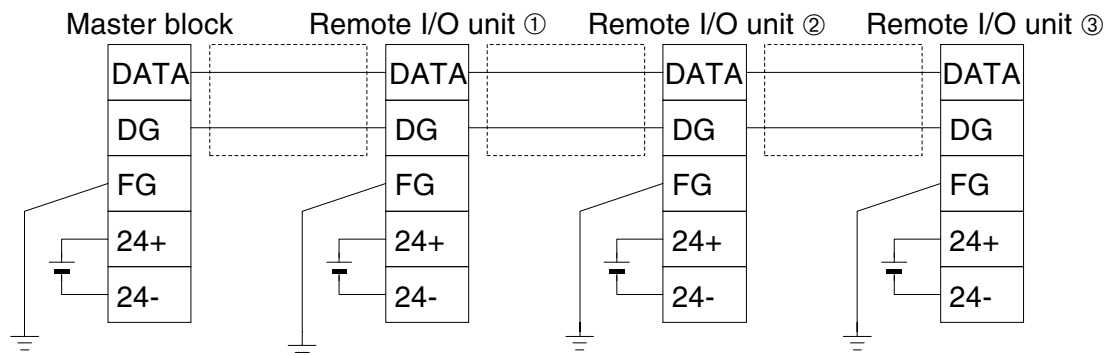 Master block Remote I/O unit ① Remote I/O unit ② Remote I/O unit ③
DATA DATA DATA DATA
DG DG DG DG
FG FG FG FG
24+ 24+ 24+ 24+
24- 24- 24- 24-